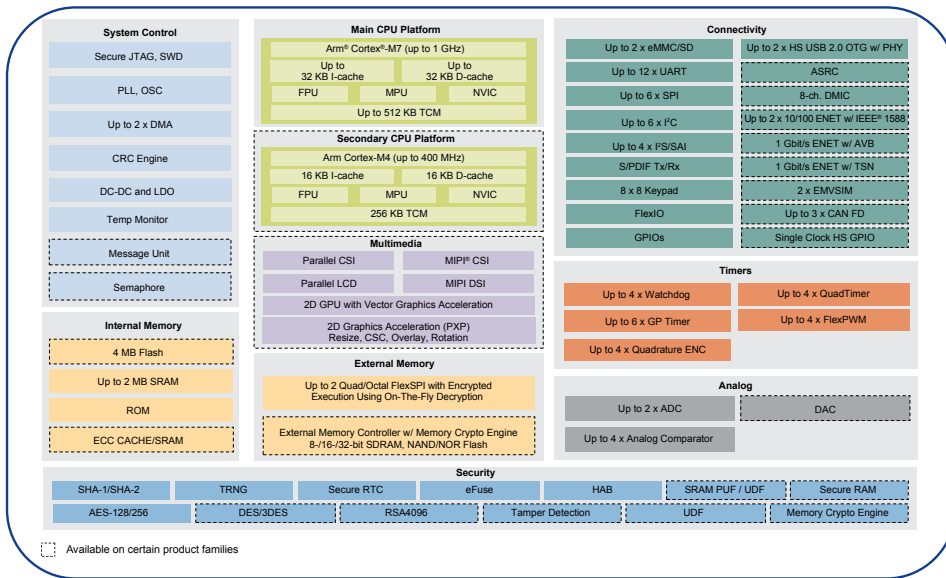 System Control
Secure JTAG, SWD
PLL, OSC
Up to 2 x DMA
CRC Engine
DC-DC and LDO
Temp Monitor
Message Unit
Semaphore
Internal Memory
4 MB Flash
Up to 2 MB SRAM
ROM
ECC CACHE/SRAM
Main CPU Platform
Arm® Cortex®-M7 (up to 1 GHz)
Up to
32 KB I-cache
Up to
32 KB D-cache
FPU
MPU
NVIC
Up to 512 KB TCM
Secondary CPU Platform
Arm Cortex-M4 (up to 400 MHz)
16 KB I-cache
16 KB D-cache
FPU
MPU
NVIC
256 KB TCM
Multimedia
Parallel CSI
MIPI® CSI
Parallel LCD
MIPI DSI
2D GPU with Vector Graphics Acceleration
2D Graphics Acceleration (PXP)
Resize, CSC, Overlay, Rotation
External Memory
Up to 2 Quad/Octal FlexSPI with Encrypted
Execution Using On-The-Fly Decryption
External Memory Controller w/ Memory Crypto Engine
8-/16-/32-bit SDRAM, NAND/NOR Flash
Connectivity
Up to 2 x eMMC/SD
Up to 2 x HS USB 2.0 OTG w/ PHY
Up to 12 x UART
ASRC
Up to 6 x SPI
8-ch. DMIC
Up to 6 x I²C
Up to 2 x 10/100 ENET w/ IEEE® 1588
Up to 4 x I²S/SAI
1 Gbit/s ENET w/ AVB
S/PDIF Tx/Rx
1 Gbit/s ENET w/ TSN
8 x 8 Keypad
2 x EMVSIM
FlexIO
Up to 3 x CAN FD
GPIOs
Single Clock HS GPIO
Timers
Up to 4 x Watchdog
Up to 4 x QuadTimer
Up to 6 x GP Timer
Up to 4 x FlexPWM
Up to 4 x Quadrature ENC
Analog
Up to 2 x ADC
DAC
Up to 4 x Analog Comparator
Security
SHA-1/SHA-2
TRNG
Secure RTC
eFuse
HAB
SRAM PUF / UDF
Secure RAM
AES-128/256
DES/3DES
RSA4096
Tamper Detection
UDF
Memory Crypto Engine
Available on certain product families